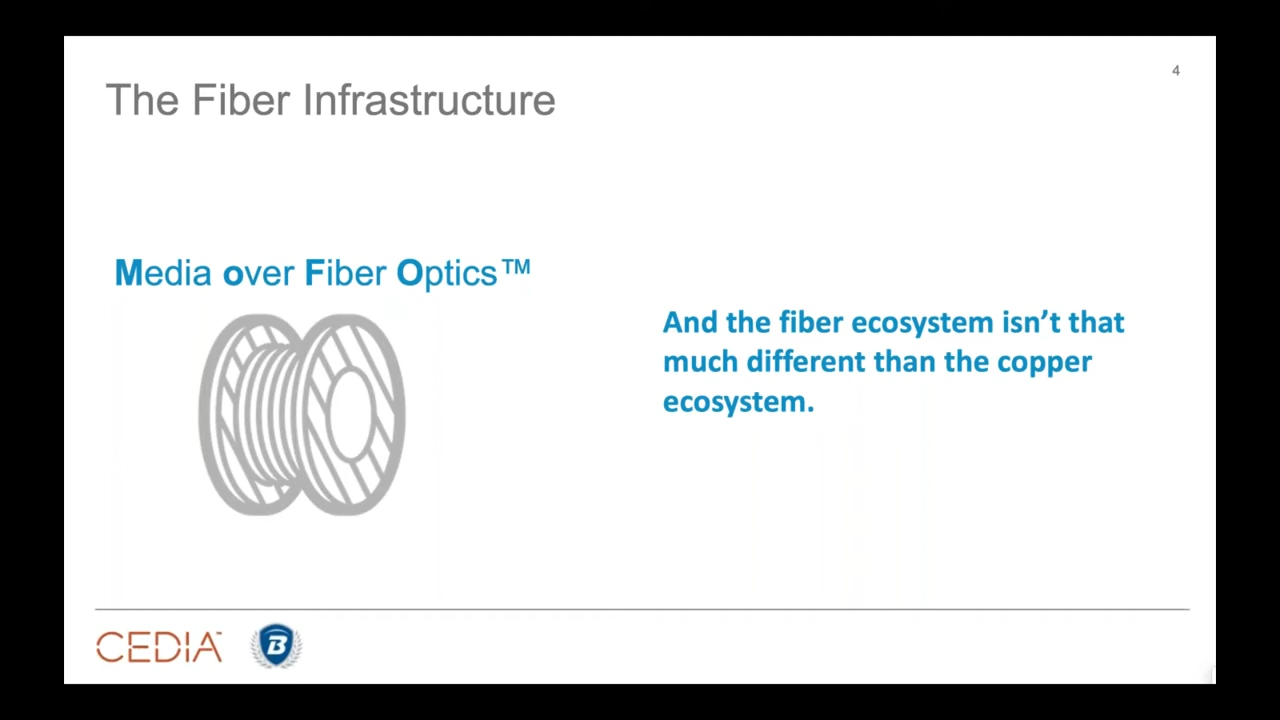 4
The Fiber Infrastructure
Media over Fiber Optics™
And the fiber ecosystem isn’t that
much different than the copper
ecosystem.
CEDIA™
B